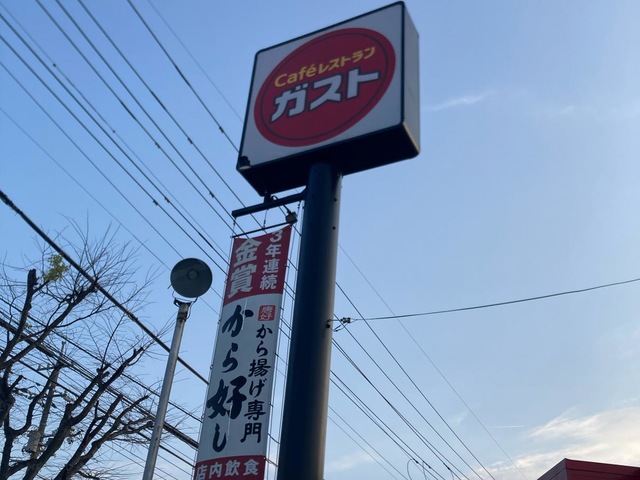 Caféレストラン
ガスト
3年連続
金賞
から揚げ専門
から好し
店内飲食